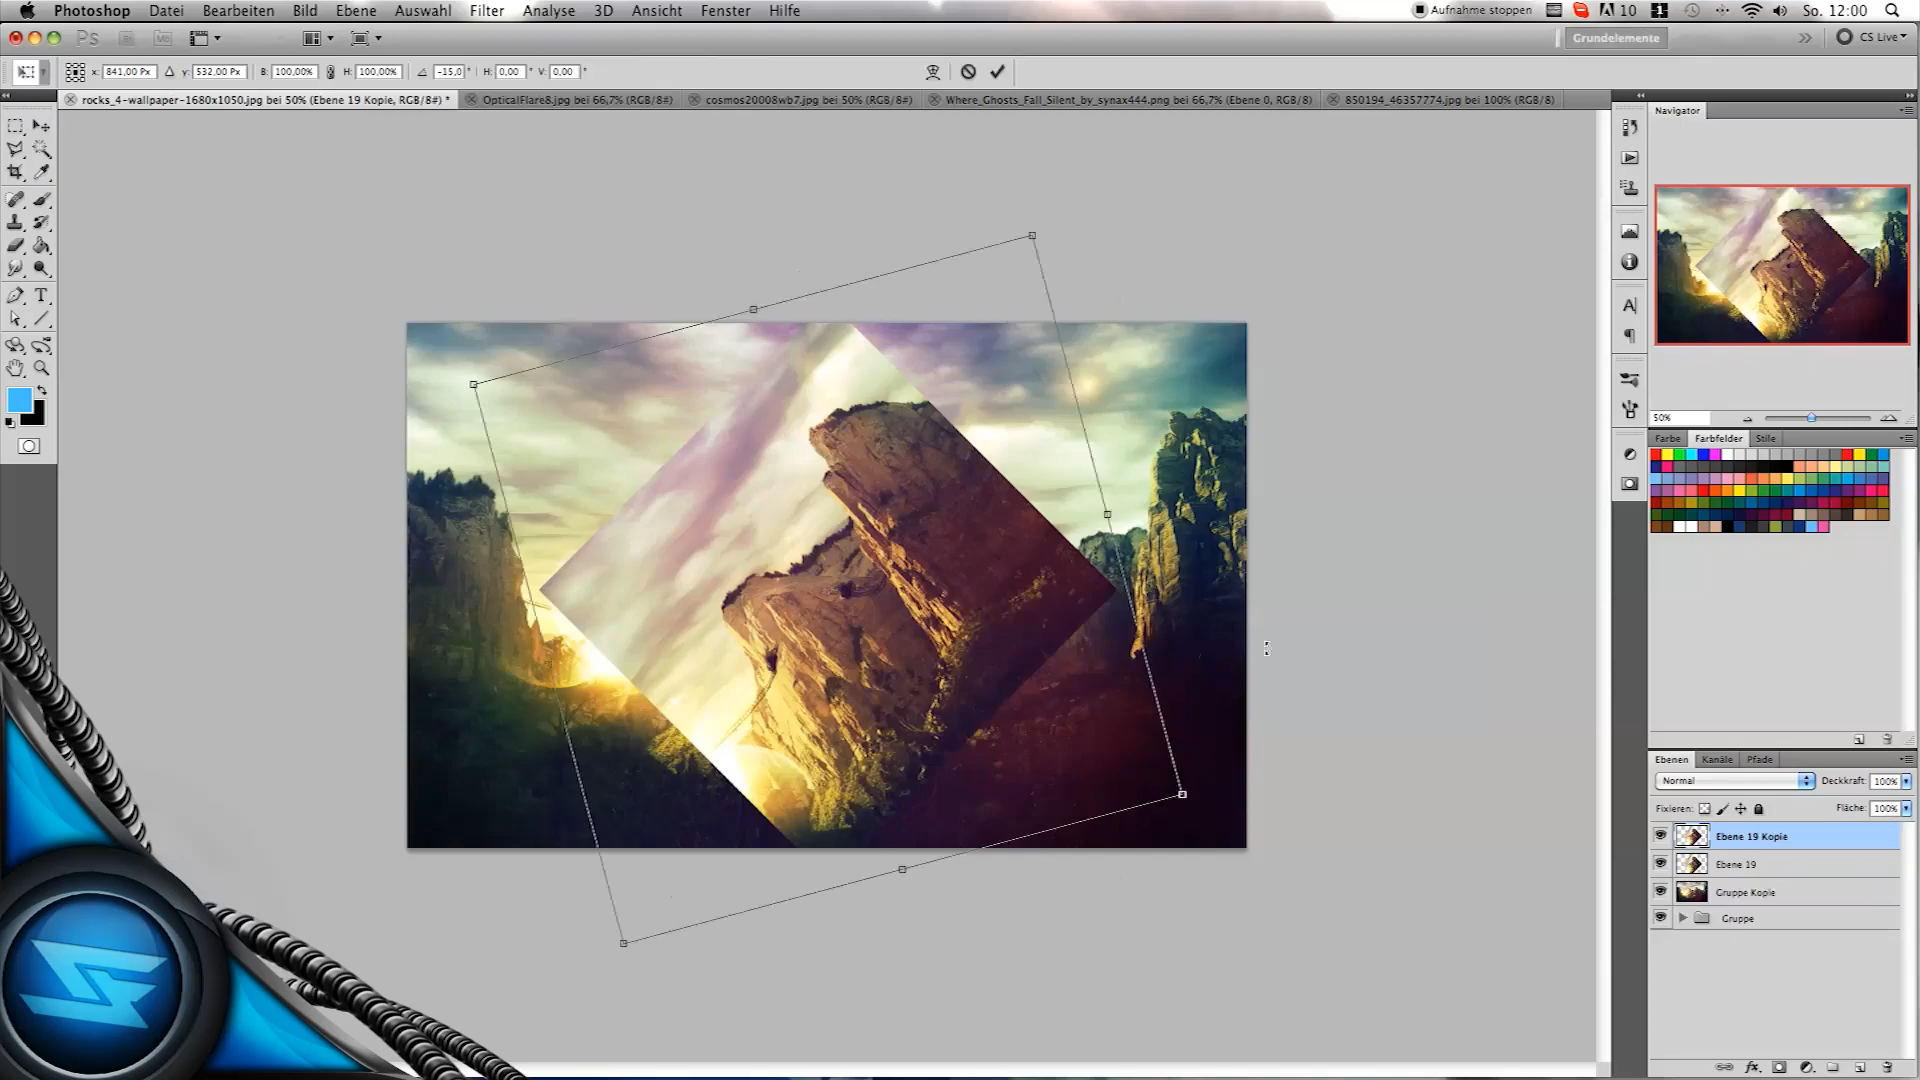 Photoshop Datei Bearbeiten Bild Ebene Auswahl Filter Analyse 3D Ansicht Fenster Hilfe Aufnahme stoppen 10 So. 12:00
Ps Br Mb Grundelemente CS Live
x: 841,00 Px y: 532,00 Px B: 100,00% H: 100,00% -15,0 ° H: 0,00 ° V: 0,00 °
rocks_4-wallpaper-1680x1050.jpg bei 50% (Ebene 19 Kopie, RGB/8#) * OpticalFlare8.jpg bei 66,7% (RGB/8#) cosmos20008wb7.jpg bei 50% (RGB/8#) Where_Ghosts_Fall_Silent_by_synax444.png bei 66,7% (Ebene 0, RGB/8) 850194_46357774.jpg bei 100% (RGB/8)
Navigator
50%
Farbe Farbfelder Stile
Ebenen Kanäle Pfade
Normal Deckkraft: 100%
Fixieren: Fläche: 100%
Ebene 19 Kopie
Ebene 19
Gruppe Kopie
Gruppe